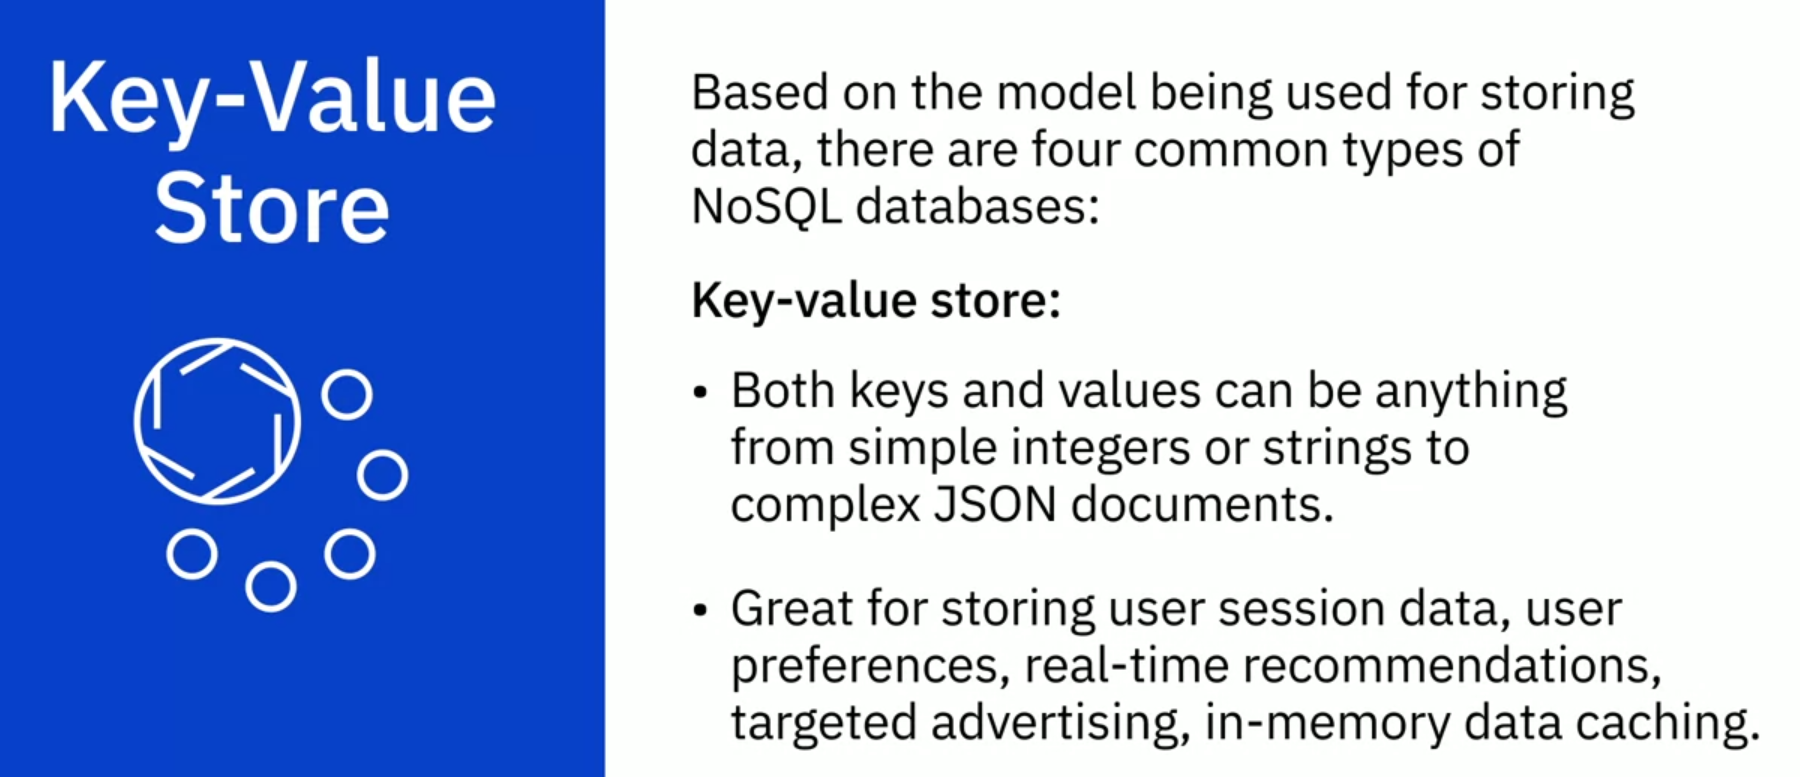 Key-Value
Store
Based on the model being used for storing
data, there are four common types of
NoSQL databases:
Key-value store:
• Both keys and values can be anything
from simple integers or strings to
complex JSON documents.
• Great for storing user session data, user
preferences, real-time recommendations,
targeted advertising, in-memory data caching.